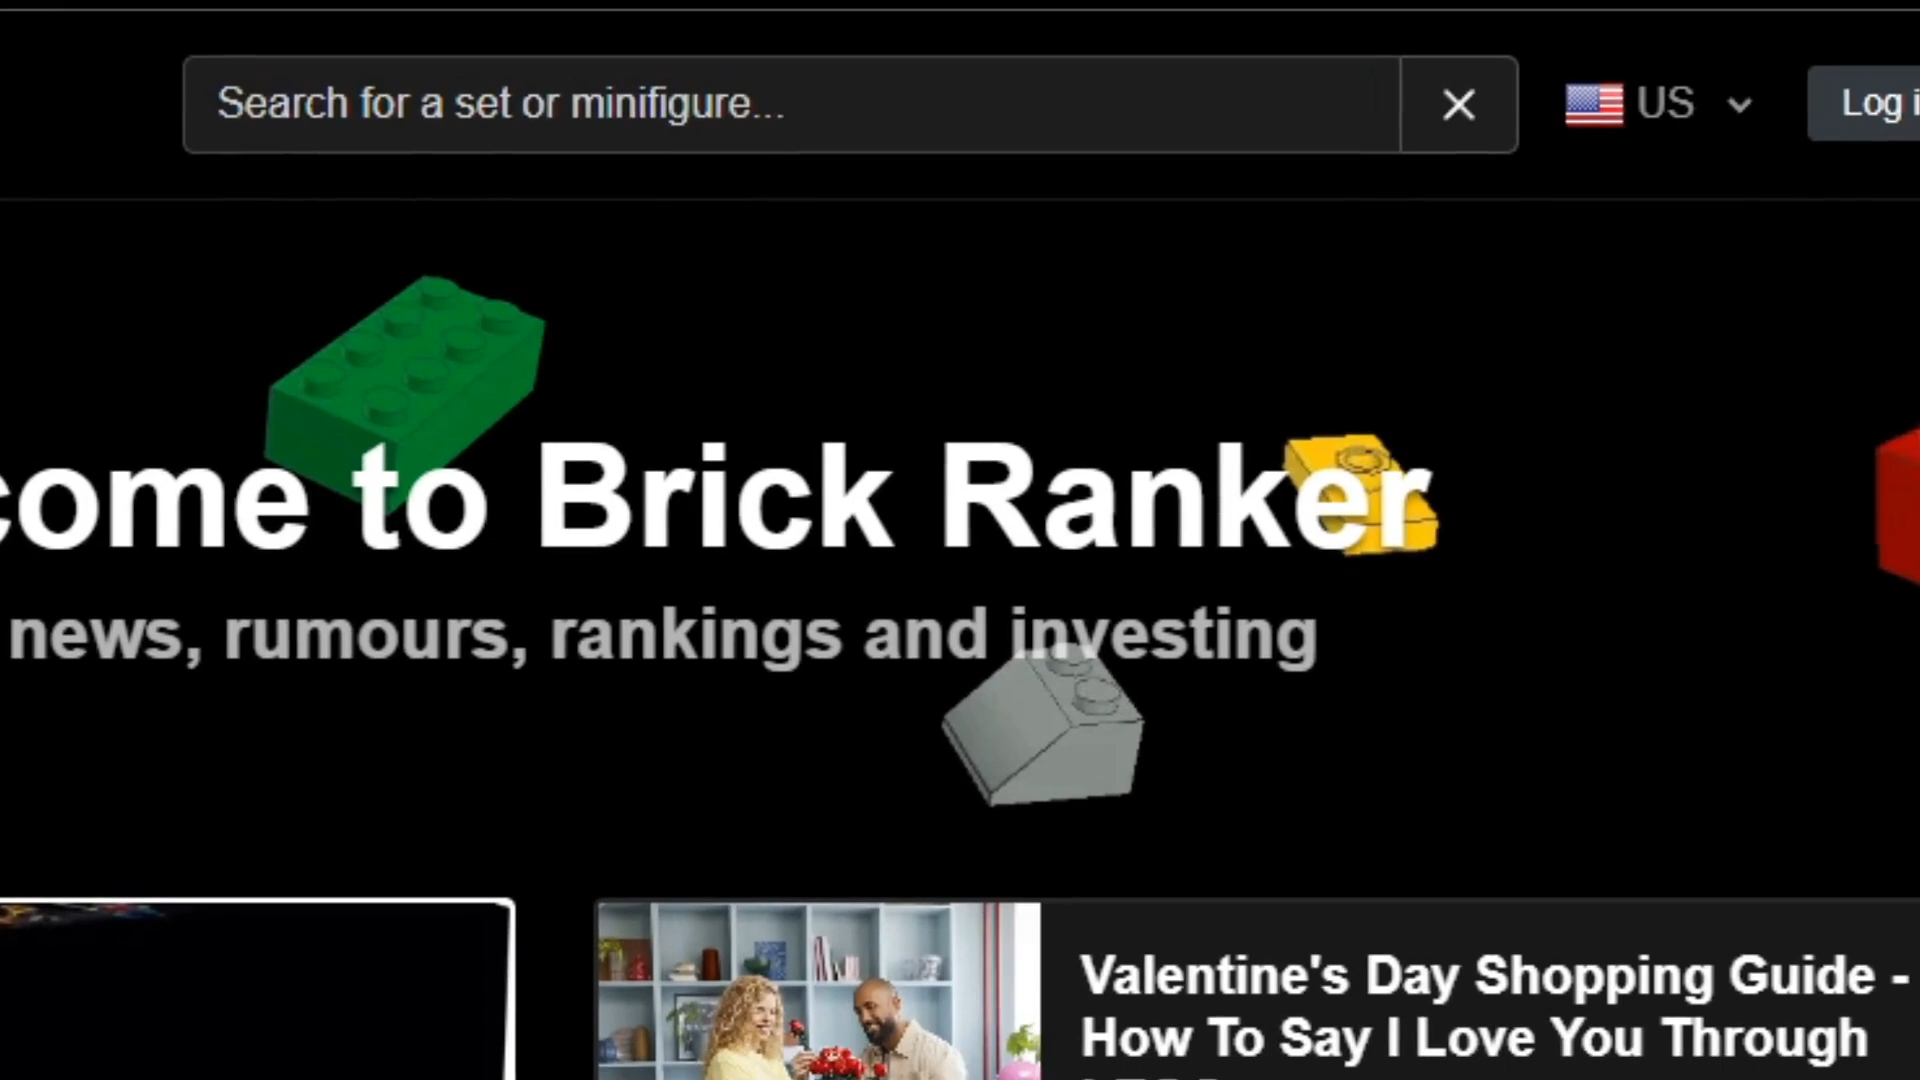 Search for a set or minifigure...
US
Log
come to Brick Ranker
news, rumours, rankings and investing
Valentine's Day Shopping Guide -
How To Say I Love You Through